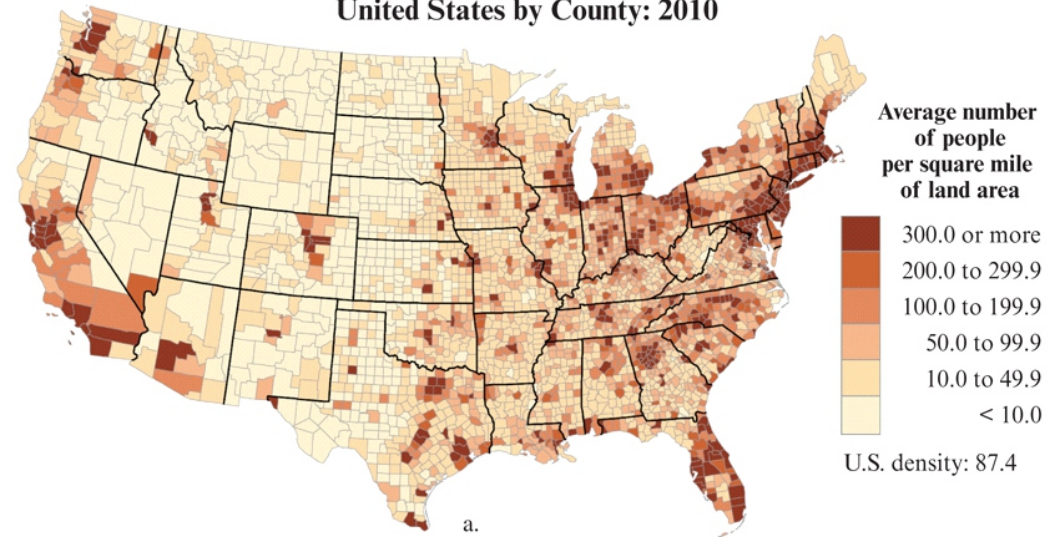 United States by County: 2010
Average number
of people
per square mile
of land area
300.0 or more
200.0 to 299.9
100.0 to 199.9
50.0 to 99.9
10.0 to 49.9
< 10.0
U.S. density: 87.4
a.